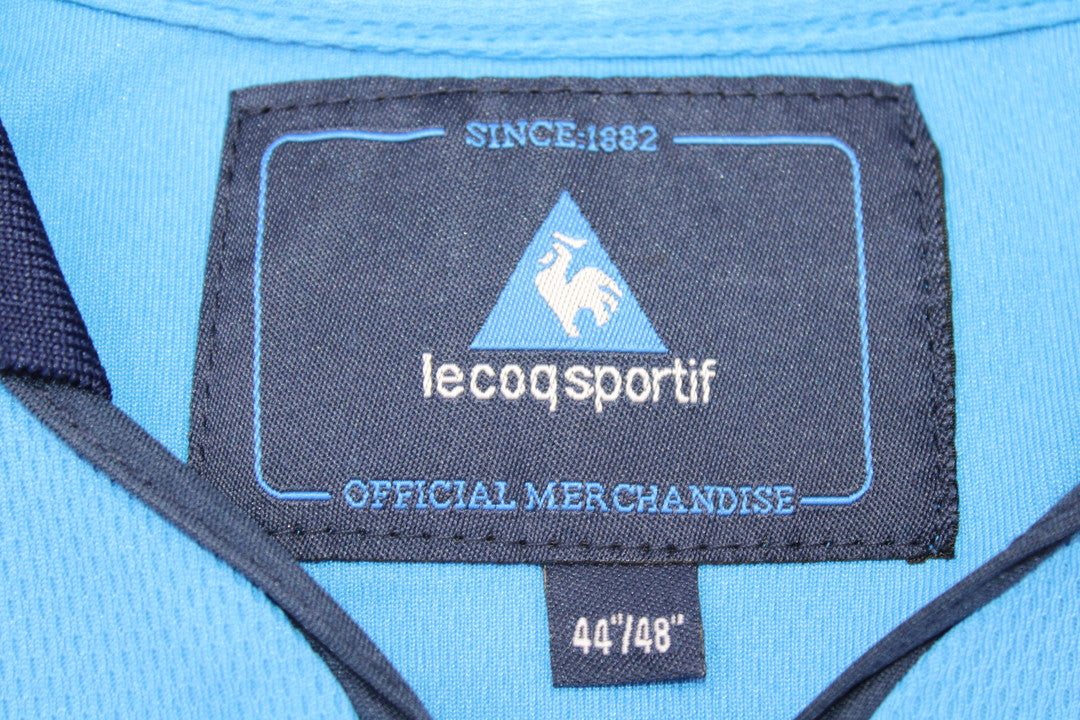 SINCE:1882
lecoqsportif
OFFICIAL MERCHANDISE
44"/48"